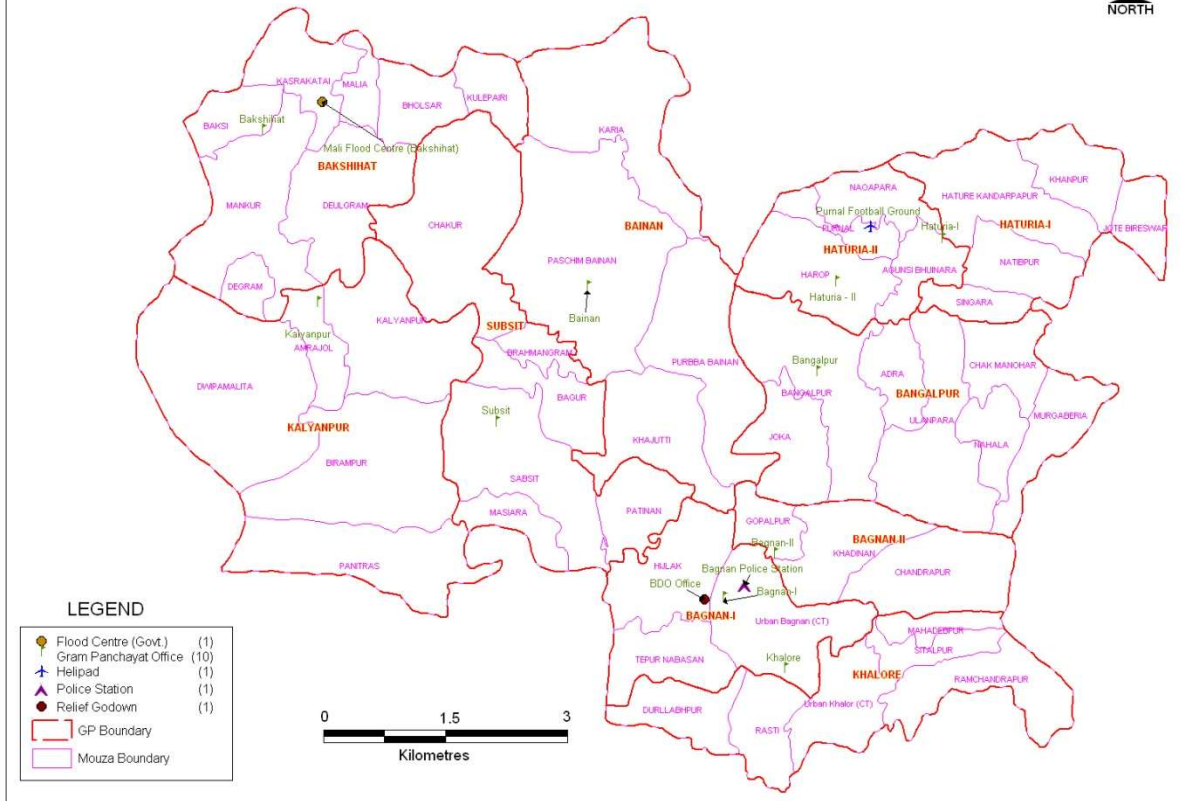 NORTH
KASRAKATAI
MALIA
BHOLSAR
KULEPAIRI
BAKSI
Bakshihat
Mali Flood Centre (Bakshihat)
BAKSHIHAT
MANKUR
DEULGRAM
CHAKUR
KARIA
BAINAN
PASCHIM BAINAN
Bainan
NAOAPARA
Purnal Football Ground
PURNAL
HATURIA-II
Haturia-I
HAROP
Haturia - II
AGUNSI BHUINARA
HATURE KANDARPAPUR
KHANPUR
HATURIA-I
JOTE BIRESWAR
NATIBPUR
SINGARA
DEGRAM
KALYANPUR
Kalyanpur
AMRAJOL
DWIPAMALITA
KALYANPUR
BIRAMPUR
PANITRAS
SUBSIT
BRAHMANGRAM
BAGUR
Subsit
SABSIT
MASIARA
PURBBA BAINAN
KHAJUTTI
PATINAN
Bangalpur
BANGALPUR
JOKA
ADRA
BANGALPUR
ULANPARA
CHAK MANOHAR
MURGABERIA
NAHALA
GOPALPUR
Bagnan-II
BAGNAN-II
KHADINAN
CHANDRAPUR
HIJLAK
Bagnan Police Station
BDO Office
Bagnan-I
BAGNAN-I
Urban Bagnan (CT)
TEPUR NABASAN
Khalore
MAHADEBPUR
SITALPUR
KHALORE
RAMCHANDRAPUR
DURLLABHPUR
RASTI
Urban Khalor (CT)
LEGEND
Flood Centre (Govt.) (1)
Gram Panchayat Office (10)
Helipad (1)
Police Station (1)
Relief Godown (1)
GP Boundary
Mouza Boundary
0 1.5 3
Kilometres